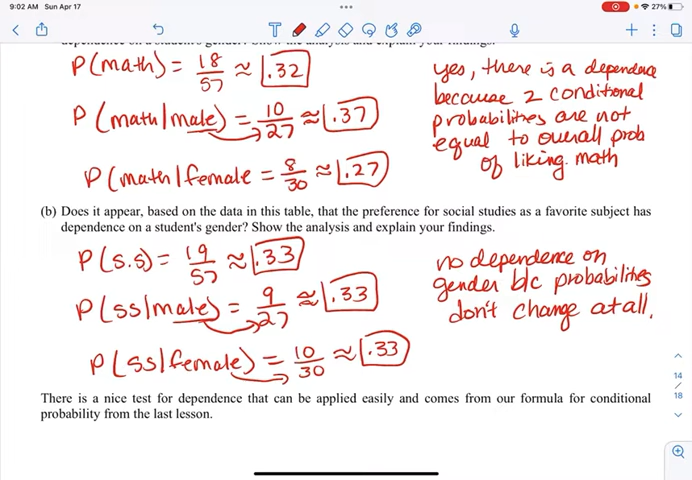 9:02 AM Sun Apr 17
27%
dependence on a student's gender? Show the analysis and explain your findings.
P(math) = 18/57 ≈ .32
P(math|male) = 10/27 ≈ .37
P(math|female = 8/30 ≈ .27
yes, there is a dependence
because 2 conditional
probabilities are not
equal to overall prob
of liking math
(b) Does it appear, based on the data in this table, that the preference for social studies as a favorite subject has
dependence on a student's gender? Show the analysis and explain your findings.
P(s.s) = 19/57 ≈ .33
P(ss|male) = 9/27 ≈ .33
P(ss|female) = 10/30 ≈ .33
no dependence on
gender b/c probabilities
don't change at all.
There is a nice test for dependence that can be applied easily and comes from our formula for conditional
probability from the last lesson.
14
/
18